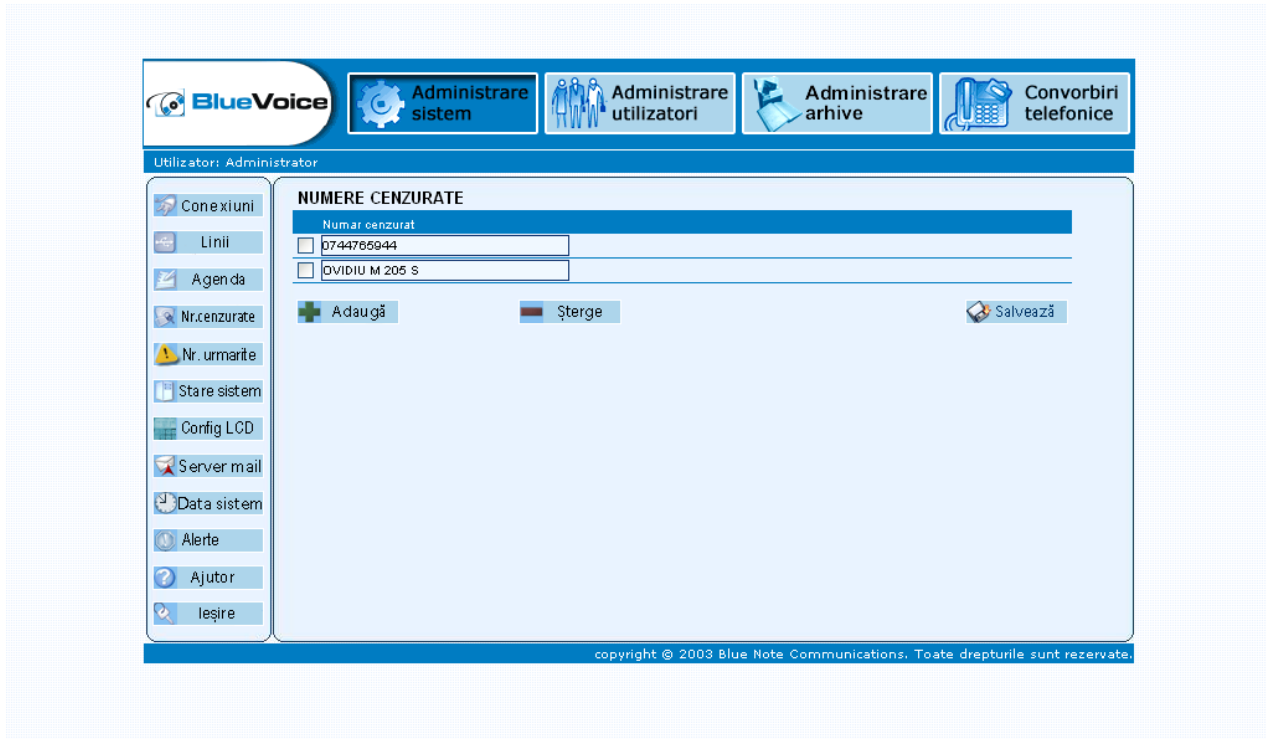 BlueVoice
Administrare
sistem
Administrare
utilizatori
Administrare
arhive
Convorbiri
telefonice
Utilizator: Administrator
Conexiuni
Linii
Agenda
Nr.cenzurate
Nr. urmarite
Stare sistem
Config LCD
Server mail
Data sistem
Alerte
Ajutor
Ieșire
NUMERE CENZURATE
Numar cenzurat
0744765944
OVIDIU M 205 S
Adaugă
Șterge
Salvează
copyright © 2003 Blue Note Communications. Toate drepturile sunt rezervate.